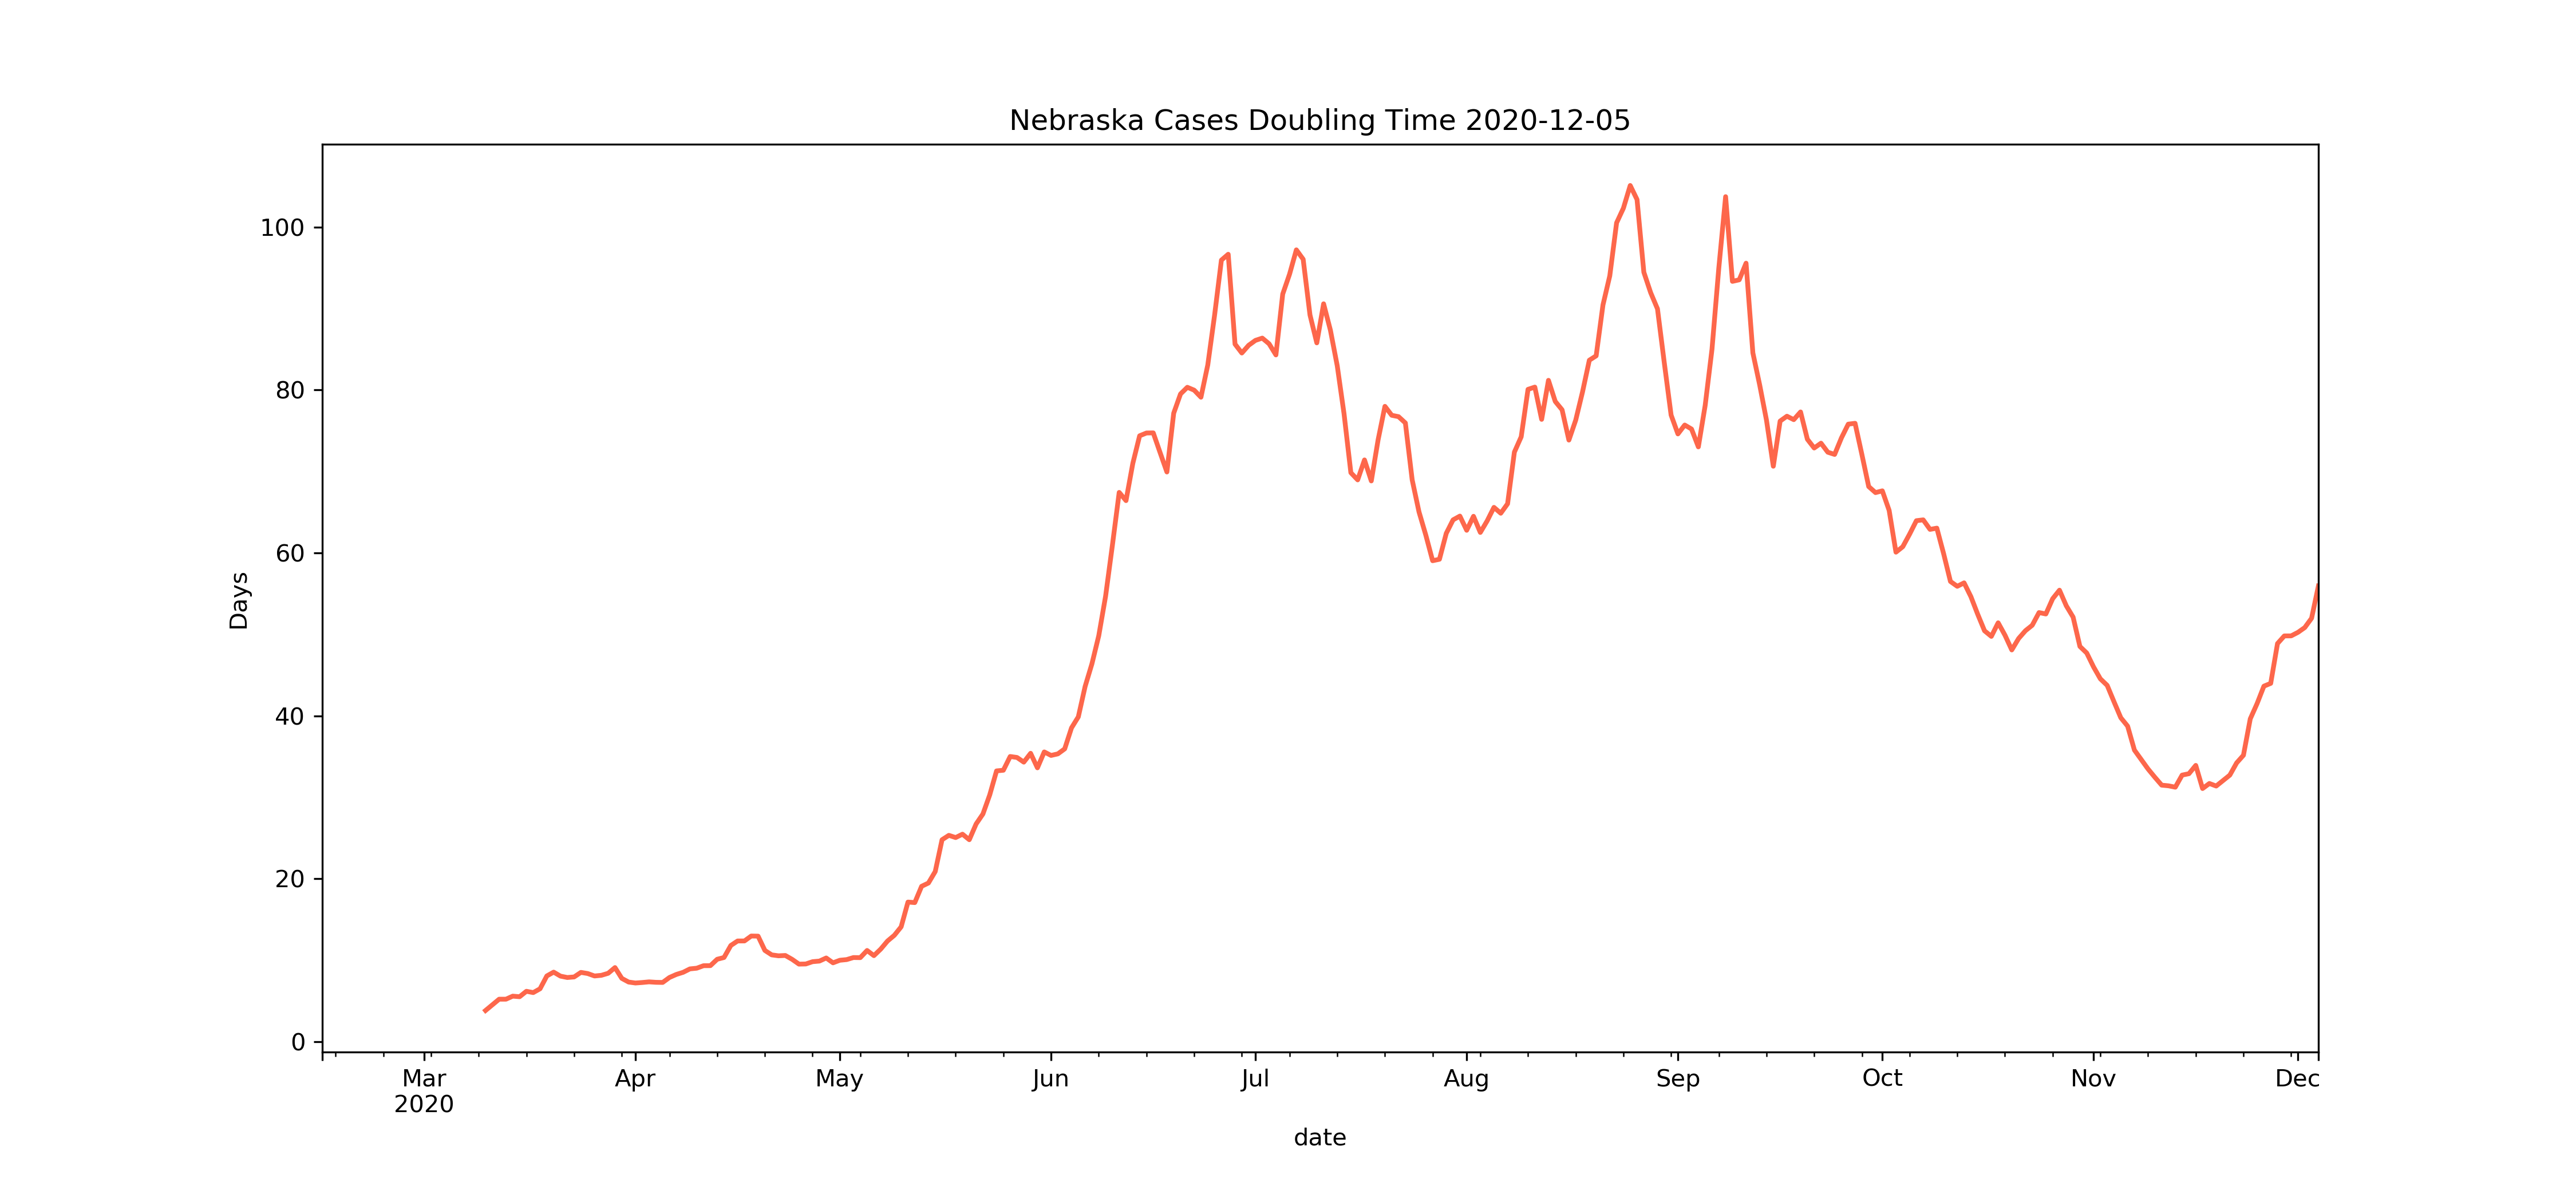 Nebraska Cases Doubling Time 2020-12-05
100
80
60
40
20
0
Days
Mar Apr May Jun Jul Aug Sep Oct Nov Dec
2020
date